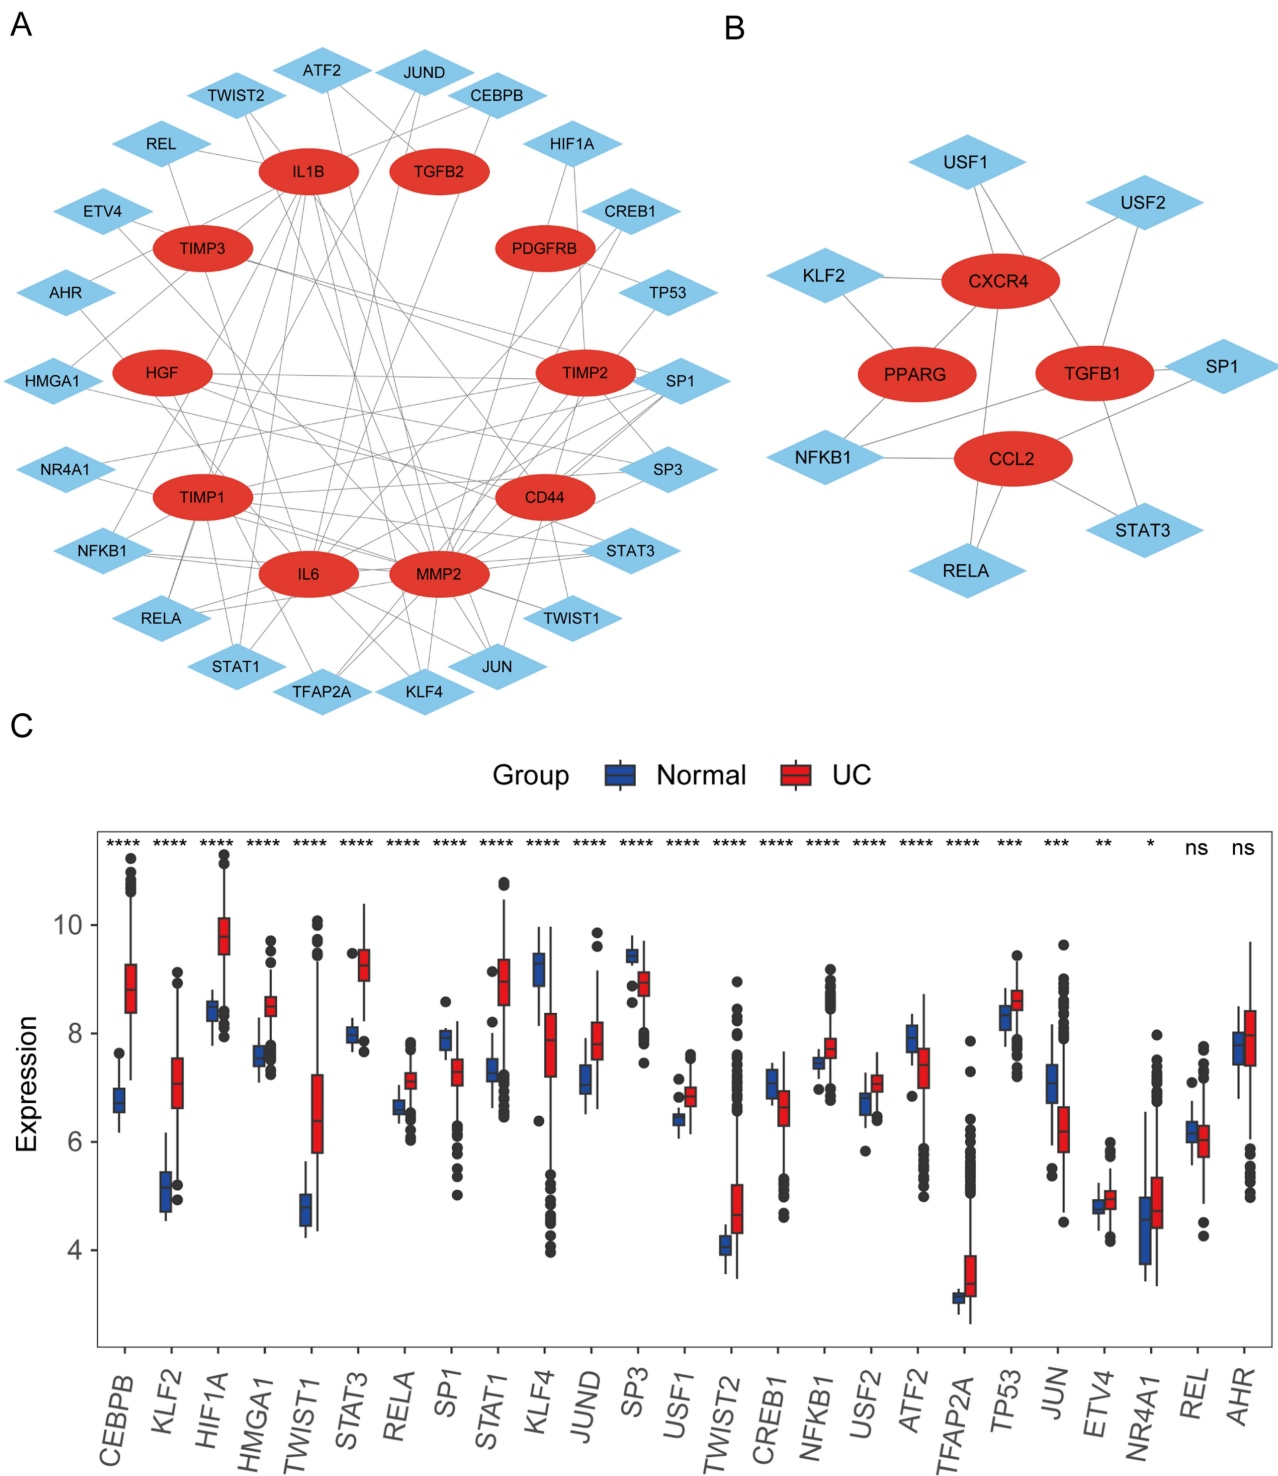 A
B
ATF2
JUND
TWIST2
CEBPB
REL
HIF1A
IL1B
TGFB2
ETV4
CREB1
TIMP3
PDGFRB
AHR
TP53
HGF
TIMP2
HMGA1
SP1
NR4A1
SP3
TIMP1
CD44
NFKB1
STAT3
IL6
MMP2
RELA
TWIST1
STAT1
JUN
TFAP2A
KLF4
USF1
USF2
KLF2
CXCR4
PPARG
TGFB1
SP1
NFKB1
CCL2
STAT3
RELA
C
Group Normal UC
**** **** **** **** **** **** **** **** **** **** **** **** **** **** **** **** **** **** **** *** *** ** * ns ns
Expression
10
8
6
4
CEBPB
KLF2
HIF1A
HMGA1
TWIST1
STAT3
RELA
SP1
STAT1
KLF4
JUND
SP3
USF1
TWIST2
CREB1
NFKB1
USF2
ATF2
TFAP2A
TP53
JUN
ETV4
NR4A1
REL
AHR